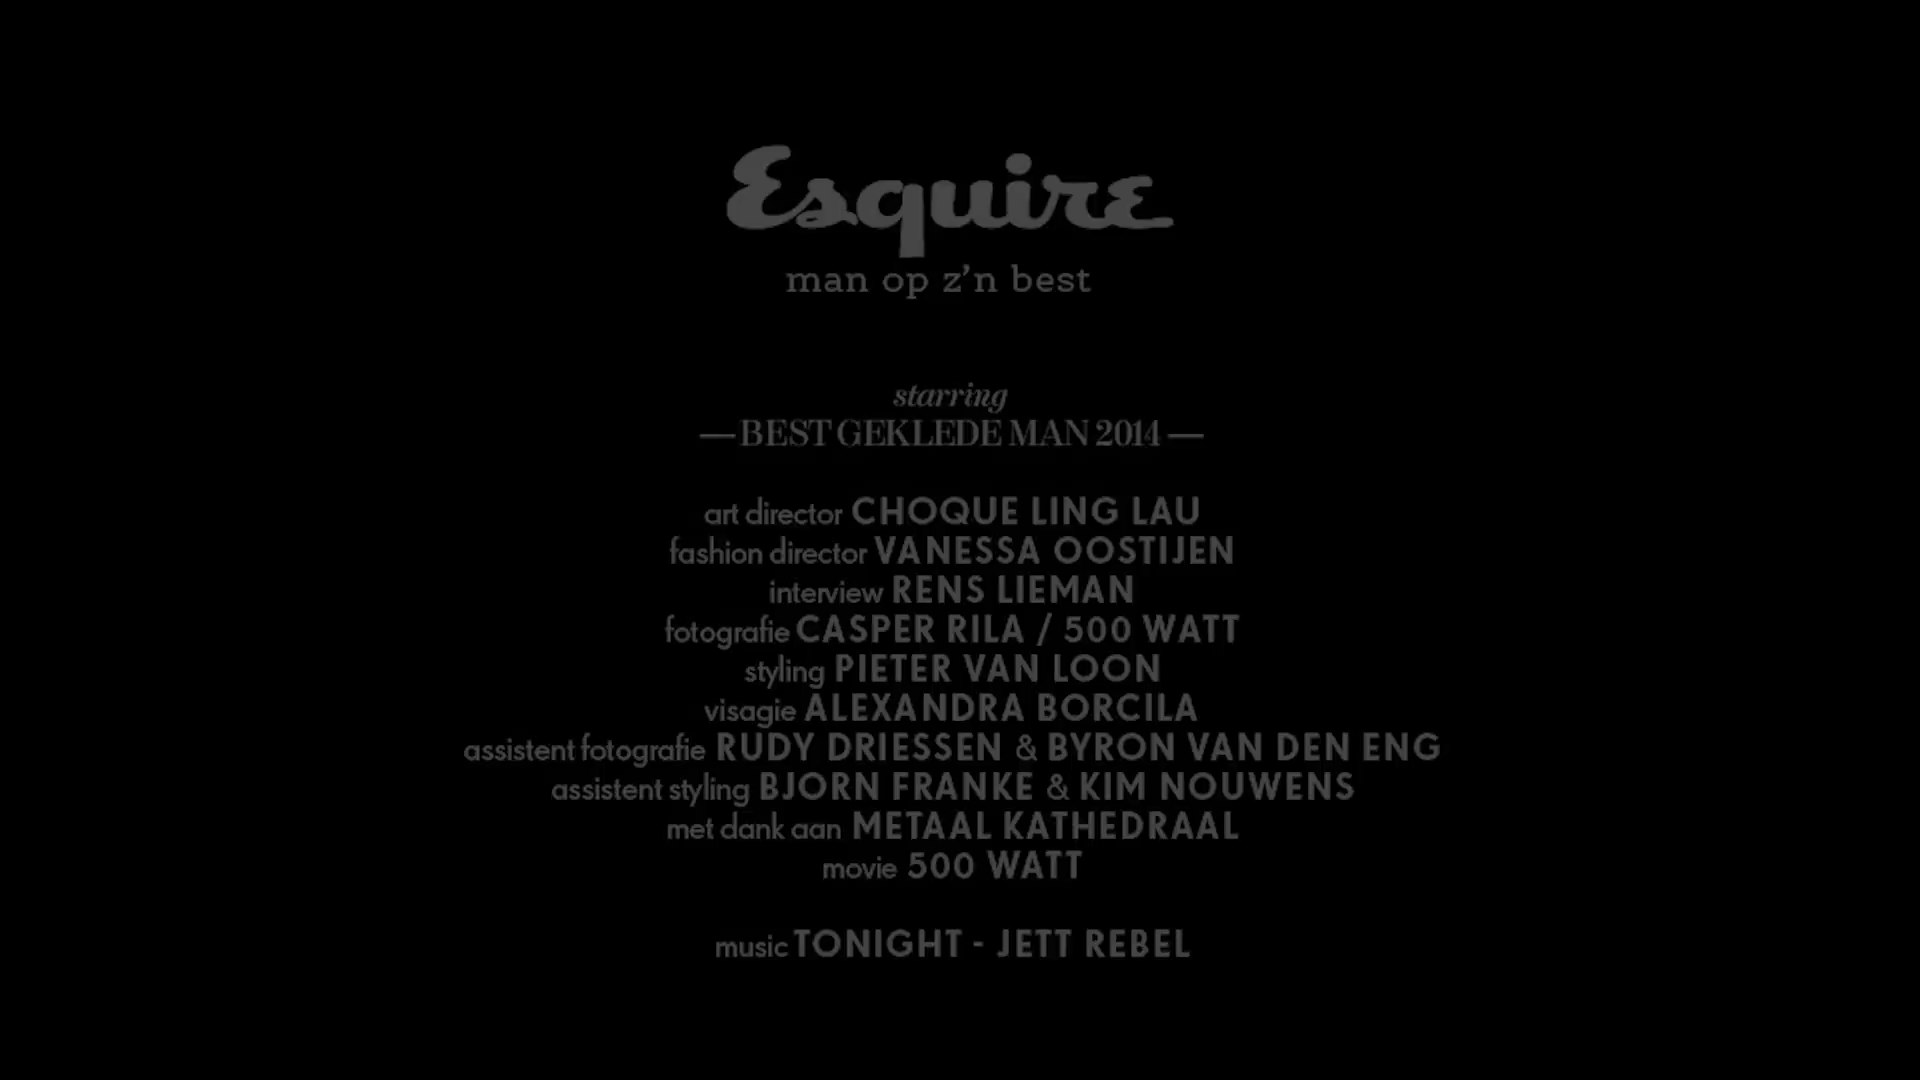 Esquire
man op z'n best
starring
— BEST GEKLEDE MAN 2014 —
art director CHOQUE LING LAU
fashion director VANESSA OOSTIJEN
interview RENS LIEMAN
fotografie CASPER RILA / 500 WATT
styling PIETER VAN LOON
visagie ALEXANDRA BORCILA
assistent fotografie RUDY DRIESSEN & BYRON VAN DEN ENG
assistent styling BJORN FRANKE & KIM NOUWENS
met dank aan METAAL KATHEDRAAL
movie 500 WATT
music TONIGHT - JETT REBEL